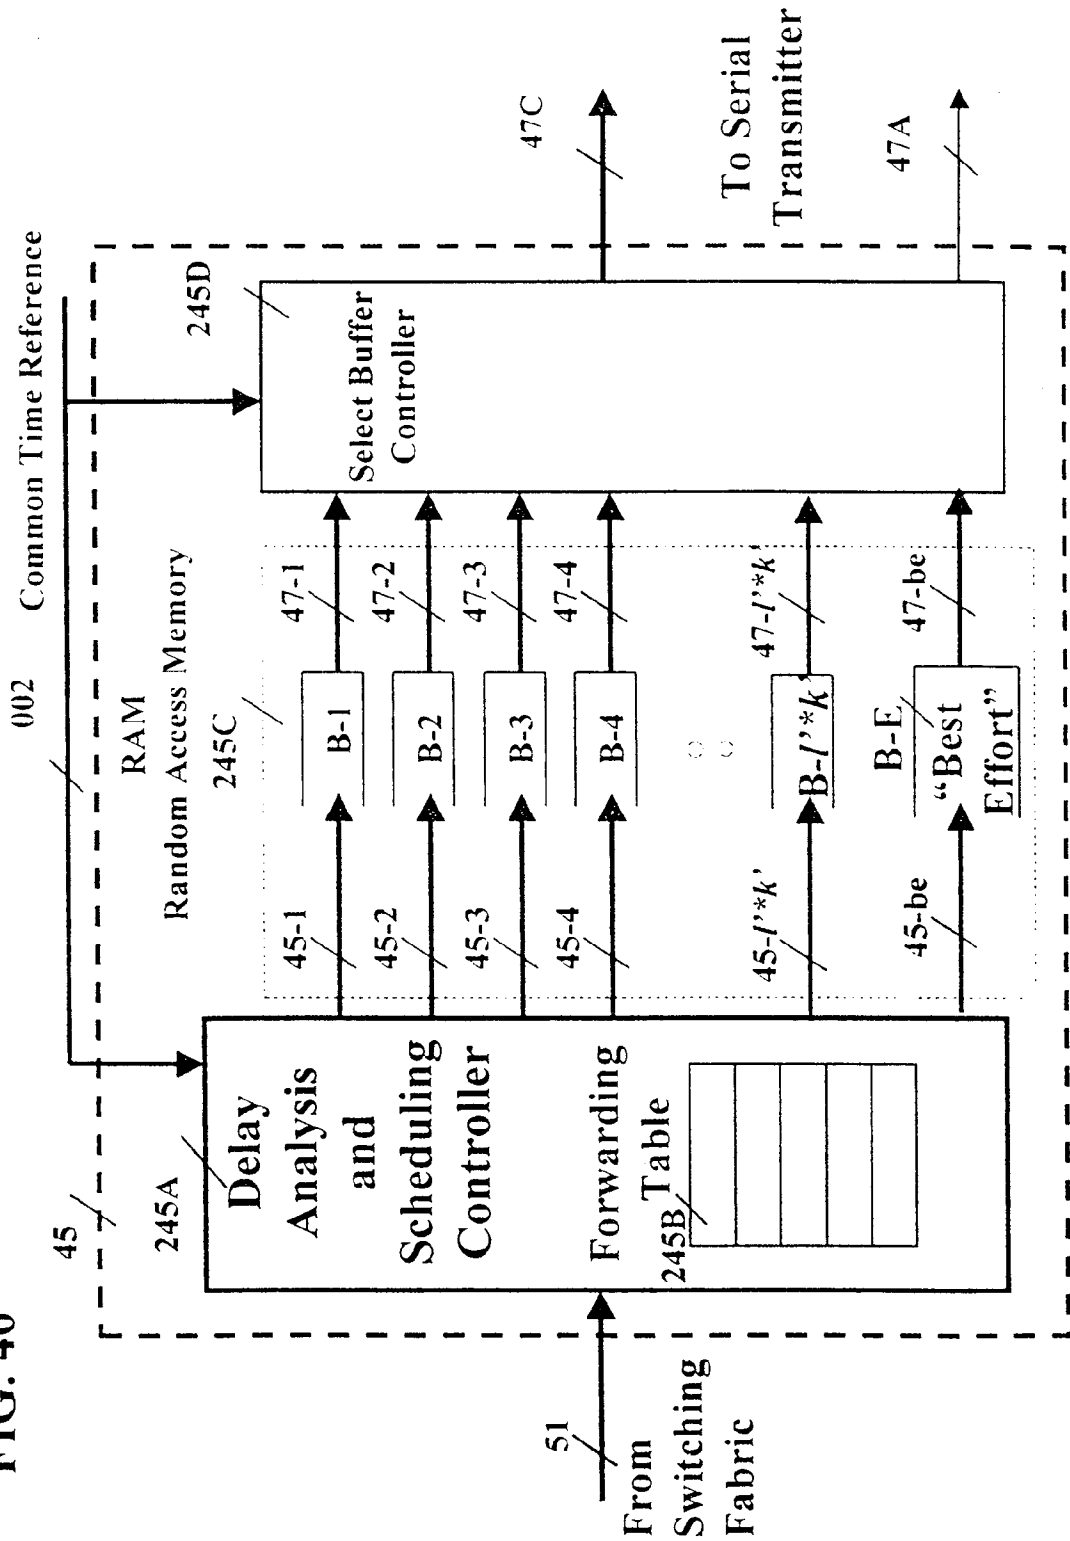 FIG. 40
002
Common Time Reference
45
RAM
Random Access Memory
245A
245C
245D
Delay
Analysis
and
Scheduling
Controller
Forwarding
Table
245B
45-1
45-2
45-3
45-4
45-l'*k'
45-be
B-1
B-2
B-3
B-4
B-l'*k'
B-E
“Best
Effort”
47-1
47-2
47-3
47-4
47-l'*k'
47-be
Select Buffer
Controller
51
From
Switching
Fabric
47C
To Serial
Transmitter
47A